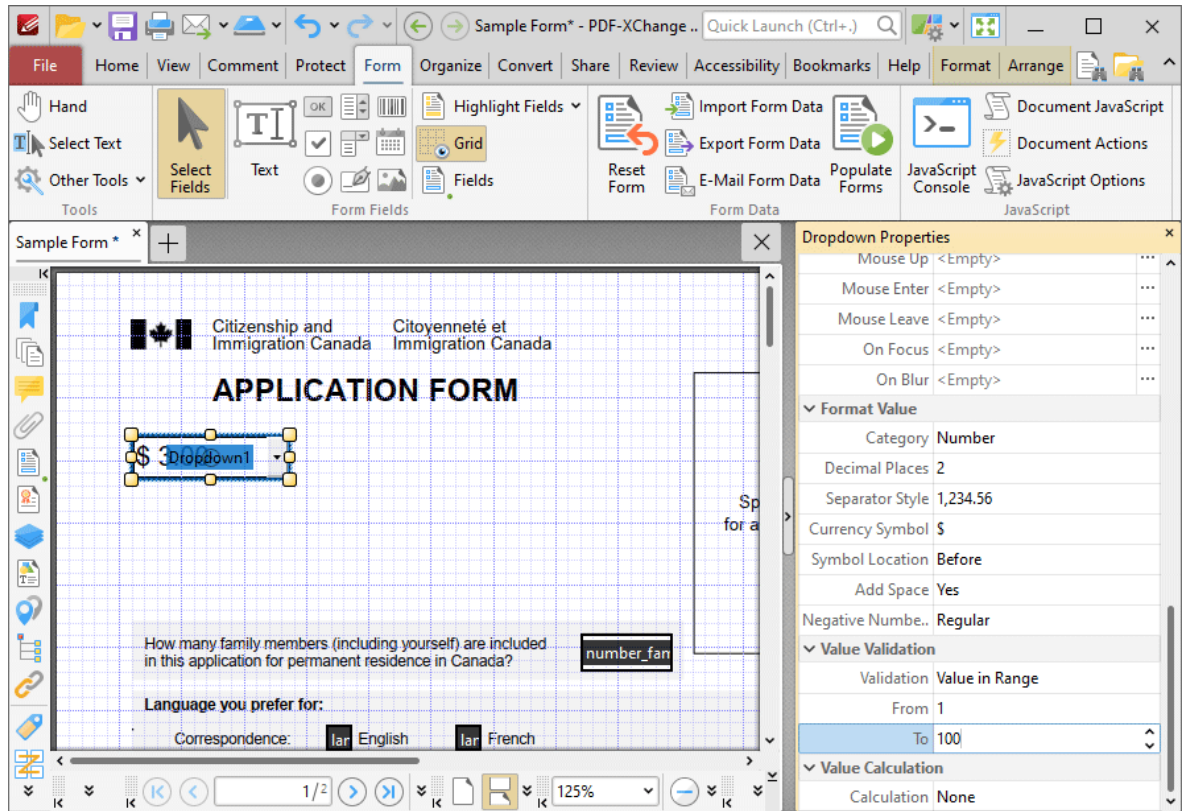 Sample Form* - PDF-XChange ..
Quick Launch (Ctrl+.)
File Home View Comment Protect Form Organize Convert Share Review Accessibility Bookmarks Help Format Arrange
Hand
Select Text
Other Tools
Tools
Select Fields
Text
OK
Highlight Fields
Grid
Fields
Form Fields
Reset Form
Import Form Data
Export Form Data
E-Mail Form Data
Populate Forms
Form Data
JavaScript Console
Document JavaScript
Document Actions
JavaScript Options
JavaScript
Sample Form *
Citizenship and
Immigration Canada
Citoyenneté et
Immigration Canada
APPLICATION FORM
$ 3.00
Dropdown1
Sp
for a
How many family members (including yourself) are included
in this application for permanent residence in Canada?
number_fam
Language you prefer for:
Correspondence: lar English lar French
1/2
125%
Dropdown Properties
Mouse Up <Empty>
Mouse Enter <Empty>
Mouse Leave <Empty>
On Focus <Empty>
On Blur <Empty>
Format Value
Category Number
Decimal Places 2
Separator Style 1,234.56
Currency Symbol $
Symbol Location Before
Add Space Yes
Negative Numbe.. Regular
Value Validation
Validation Value in Range
From 1
To 100
Value Calculation
Calculation None